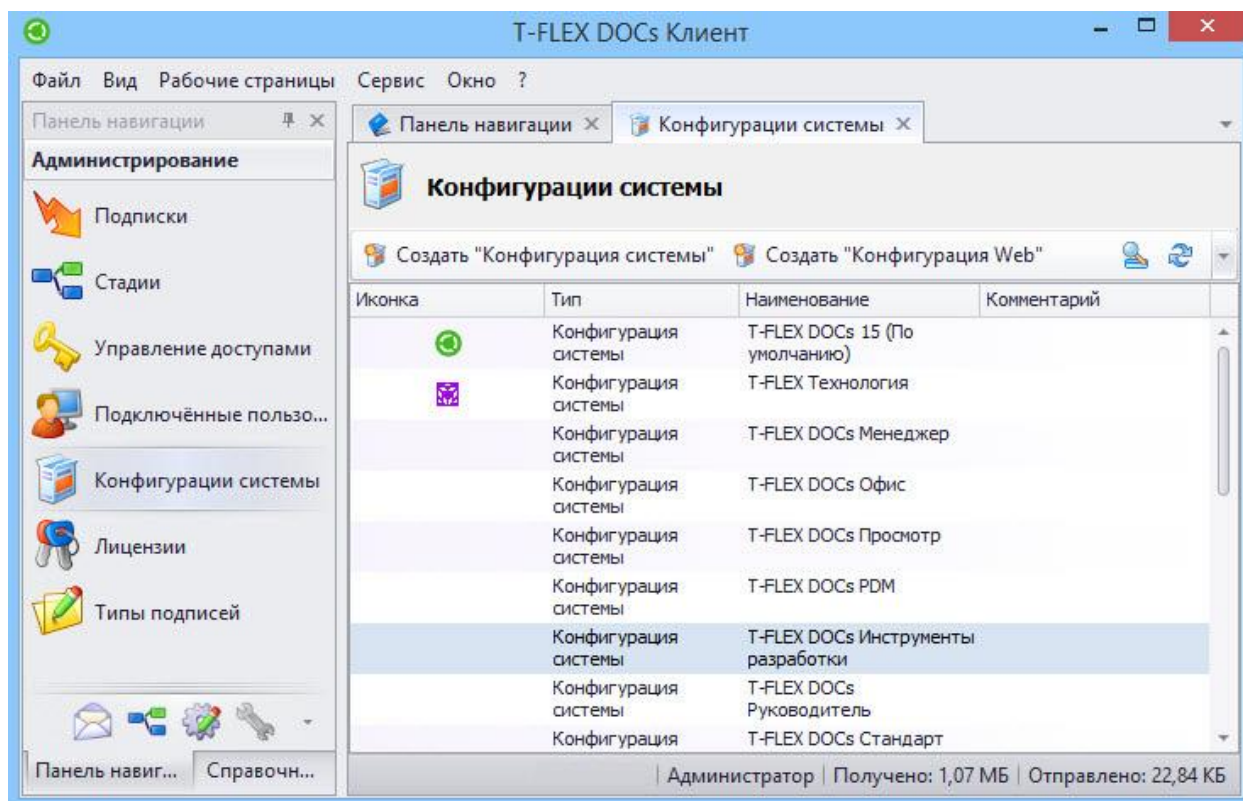 T-FLEX DOCs Клиент
Файл Вид Рабочие страницы Сервис Окно ?
Панель навигации
Администрирование
Подписки
Стадии
Управление доступами
Подключённые пользо...
Конфигурации системы
Лицензии
Типы подписей
Панель навиг... Справочн...
Панель навигации Конфигурации системы
Конфигурации системы
Создать "Конфигурация системы" Создать "Конфигурация Web"
Иконка Тип Наименование Комментарий
Конфигурация T-FLEX DOCs 15 (По
системы умолчанию)
Конфигурация T-FLEX Технология
системы
Конфигурация T-FLEX DOCs Менеджер
системы
Конфигурация T-FLEX DOCs Офис
системы
Конфигурация T-FLEX DOCs Просмотр
системы
Конфигурация T-FLEX DOCs PDM
системы
Конфигурация T-FLEX DOCs Инструменты
системы разработки
Конфигурация T-FLEX DOCs
системы Руководитель
Конфигурация T-FLEX DOCs Стандарт
Администратор Получено: 1,07 МБ Отправлено: 22,84 КБ